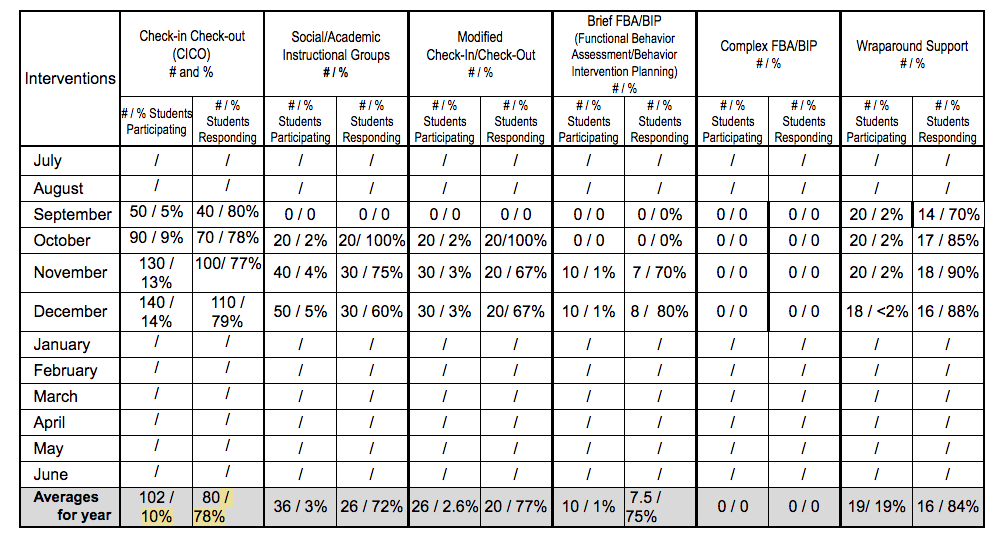 Interventions
Check-in Check-out
(CICO)
# and %
Social/Academic
Instructional Groups
# / %
Modified
Check-In/Check-Out
# / %
Brief FBA/BIP
(Functional Behavior
Assessment/Behavior
Intervention Planning)
# / %
Complex FBA/BIP
# / %
Wraparound Support
# / %
# / % Students
Participating
# / %
Students
Responding
# / %
Students
Participating
# / %
Students
Responding
# / %
Students
Participating
# / %
Students
Responding
# / %
Students
Participating
# / %
Students
Responding
# / %
Students
Participating
# / %
Students
Responding
# / %
Students
Participating
# / %
Students
Responding
July / / / / / / / / / / / /
August / / / / / / / / / / / /
September 50 / 5% 40 / 80% 0 / 0 0 / 0 0 / 0 0 / 0 0 / 0 0 / 0% 0 / 0 0 / 0 20 / 2% 14 / 70%
October 90 / 9% 70 / 78% 20 / 2% 20/ 100% 20 / 2% 20/100% 0 / 0 0 / 0% 0 / 0 0 / 0 20 / 2% 17 / 85%
November 130 /
13% 100/ 77% 40 / 4% 30 / 75% 30 / 3% 20 / 67% 10 / 1% 7 / 70% 0 / 0 0 / 0 20 / 2% 18 / 90%
December 140 /
14% 110 /
79% 50 / 5% 30 / 60% 30 / 3% 20/ 67% 10 / 1% 8 / 80% 0 / 0 0 / 0 18 / <2% 16 / 88%
January / / / / / / / / / / / /
February / / / / / / / / / / / /
March / / / / / / / / / / / /
April / / / / / / / / / / / /
May / / / / / / / / / / / /
June / / / / / / / / / / / /
Averages
for year 102 /
10% 80 /
78% 36 / 3% 26 / 72% 26 / 2.6% 20 / 77% 10 / 1% 7.5 /
75% 0 / 0 0 / 0 19/ 19% 16 / 84%